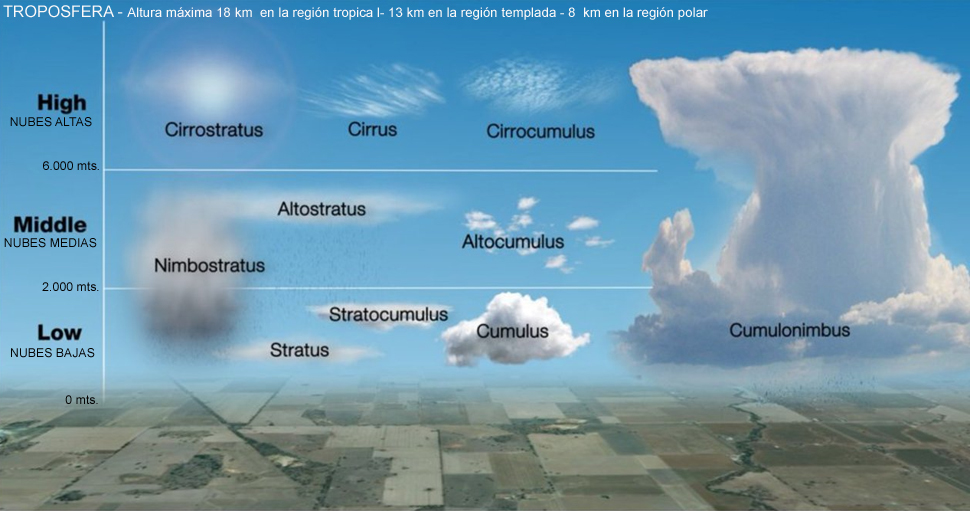 TROPOSFERA - Altura máxima 18 km en la región tropica l- 13 km en la región templada - 8 km en la región polar
High
NUBES ALTAS
Cirrostratus
Cirrus
Cirrocumulus
6.000 mts.
Altostratus
Middle
NUBES MEDIAS
Altocumulus
Nimbostratus
2.000 mts.
Stratocumulus
Low
NUBES BAJAS
Cumulus
Cumulonimbus
Stratus
0 mts.